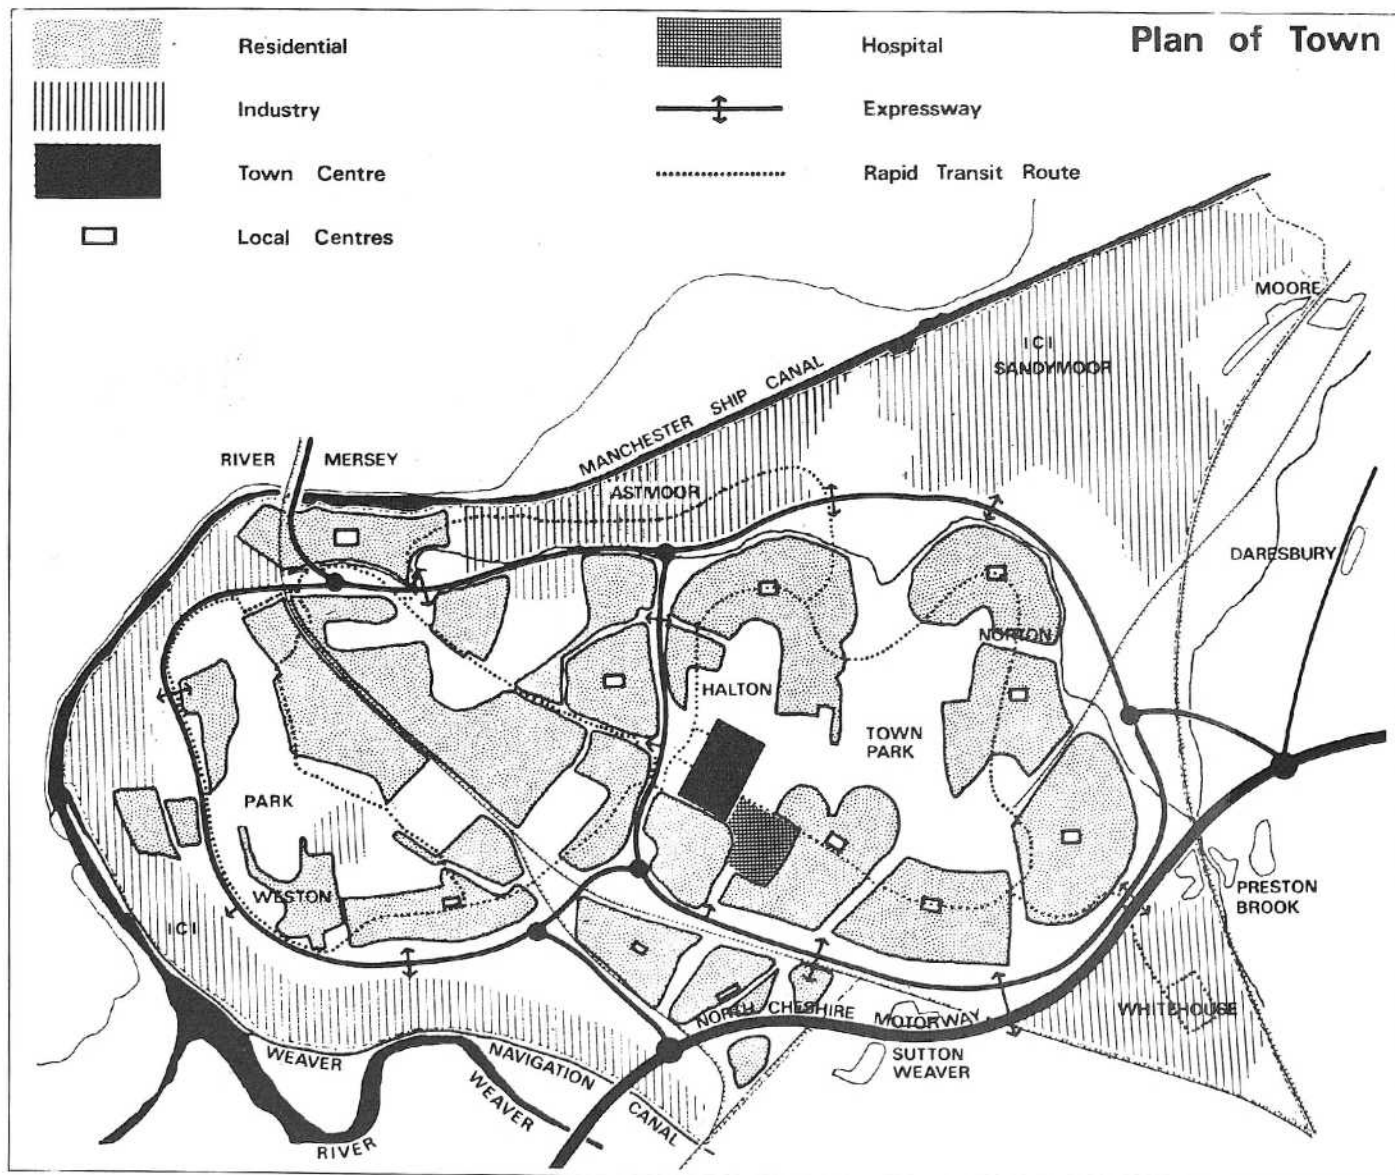 Plan of Town
Residential
Industry
Town Centre
Local Centres
Hospital
Expressway
Rapid Transit Route
MOORE
ICI
SANDYMOOR
MANCHESTER SHIP CANAL
RIVER MERSEY
ASTMOOR
DARESBURY
NORTON
HALTON
TOWN
PARK
PARK
WESTON
ICI
PRESTON
BROOK
WHITEHOUSE
NORTH CHESHIRE MOTORWAY
SUTTON
WEAVER
WEAVER NAVIGATION CANAL
RIVER WEAVER